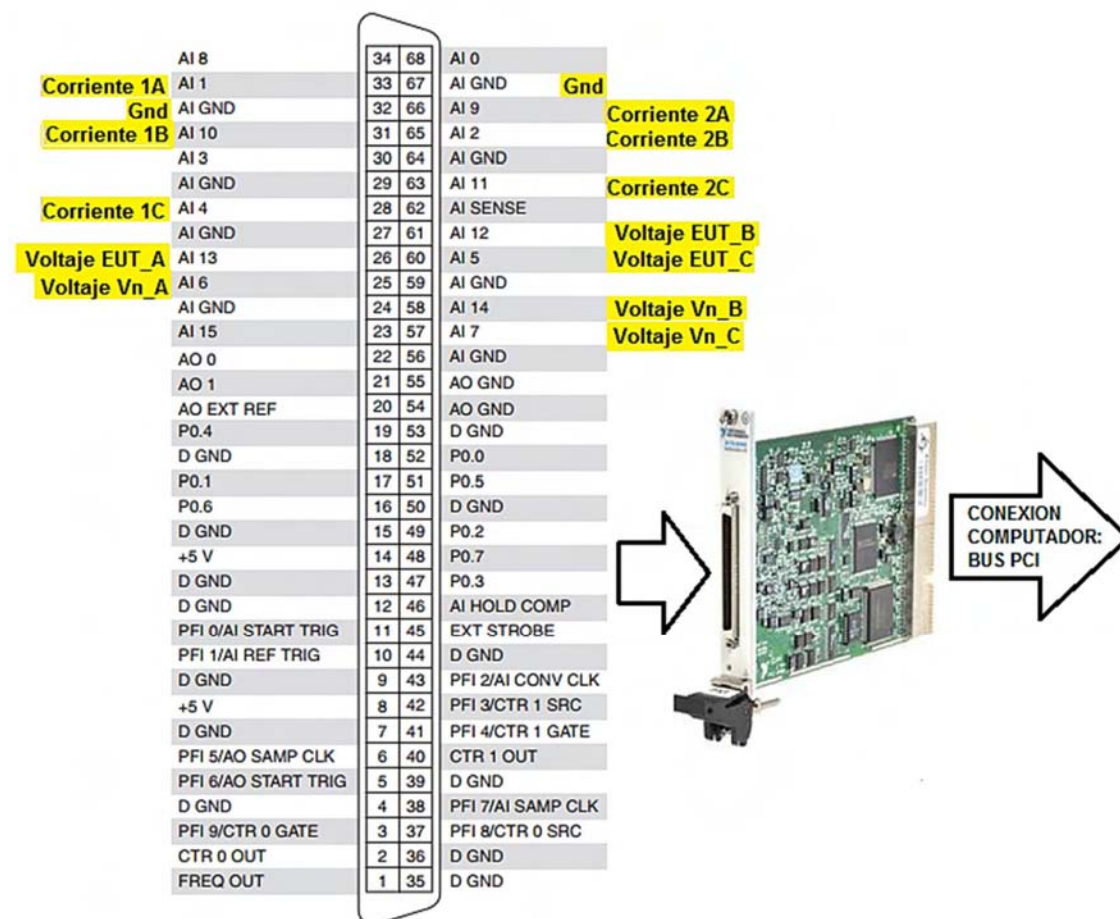 AI 8 34 68 AI 0
Corriente 1A AI 1 33 67 AI GND Gnd
Gnd AI GND 32 66 AI 9 Corriente 2A
Corriente 1B AI 10 31 65 AI 2 Corriente 2B
AI 3 30 64 AI GND
AI GND 29 63 AI 11 Corriente 2C
Corriente 1C AI 4 28 62 AI SENSE
AI GND 27 61 AI 12 Voltaje EUT_B
Voltaje EUT_A AI 13 26 60 AI 5 Voltaje EUT_C
Voltaje Vn_A AI 6 25 59 AI GND
AI GND 24 58 AI 14 Voltaje Vn_B
AI 15 23 57 AI 7 Voltaje Vn_C
AO 0 22 56 AI GND
AO 1 21 55 AO GND
AO EXT REF 20 54 AO GND
P0.4 19 53 D GND
D GND 18 52 P0.0
P0.1 17 51 P0.5
P0.6 16 50 D GND
D GND 15 49 P0.2
+5 V 14 48 P0.7
D GND 13 47 P0.3
D GND 12 46 AI HOLD COMP
PFI 0/AI START TRIG 11 45 EXT STROBE
PFI 1/AI REF TRIG 10 44 D GND
D GND 9 43 PFI 2/AI CONV CLK
+5 V 8 42 PFI 3/CTR 1 SRC
D GND 7 41 PFI 4/CTR 1 GATE
PFI 5/AO SAMP CLK 6 40 CTR 1 OUT
PFI 6/AO START TRIG 5 39 D GND
D GND 4 38 PFI 7/AI SAMP CLK
PFI 9/CTR 0 GATE 3 37 PFI 8/CTR 0 SRC
CTR 0 OUT 2 36 D GND
FREQ OUT 1 35 D GND
CONEXION
COMPUTADOR:
BUS PCI